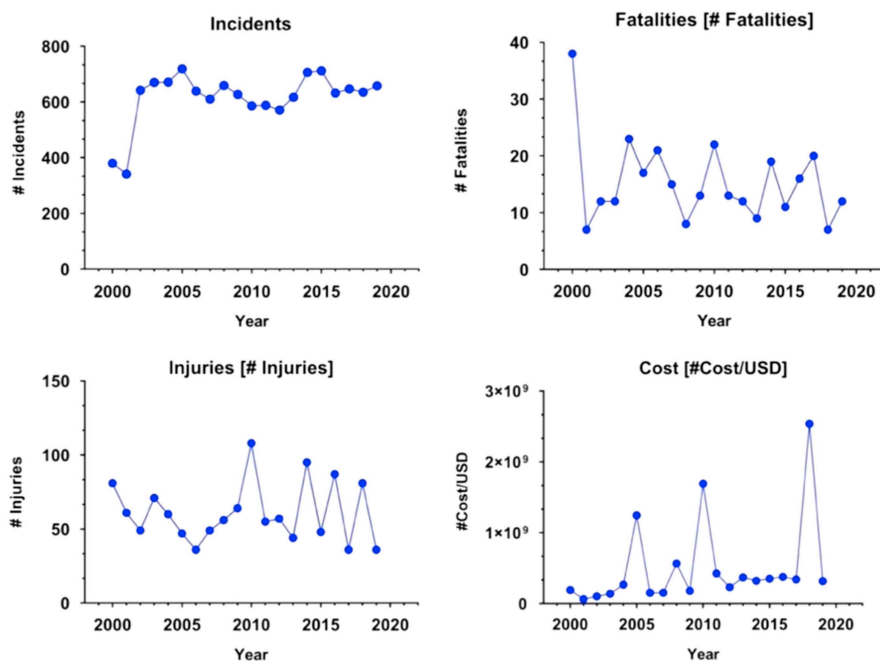 Incidents
# Incidents
800
600
400
200
0
2000 2005 2010 2015 2020
Year
Fatalities [# Fatalities]
# Fatalities
40
30
20
10
0
2000 2005 2010 2015 2020
Year
Injuries [# Injuries]
# Injuries
150
100
50
0
2000 2005 2010 2015 2020
Year
Cost [#Cost/USD]
#Cost/USD
3×10⁹
2×10⁹
1×10⁹
0
2000 2005 2010 2015 2020
Year